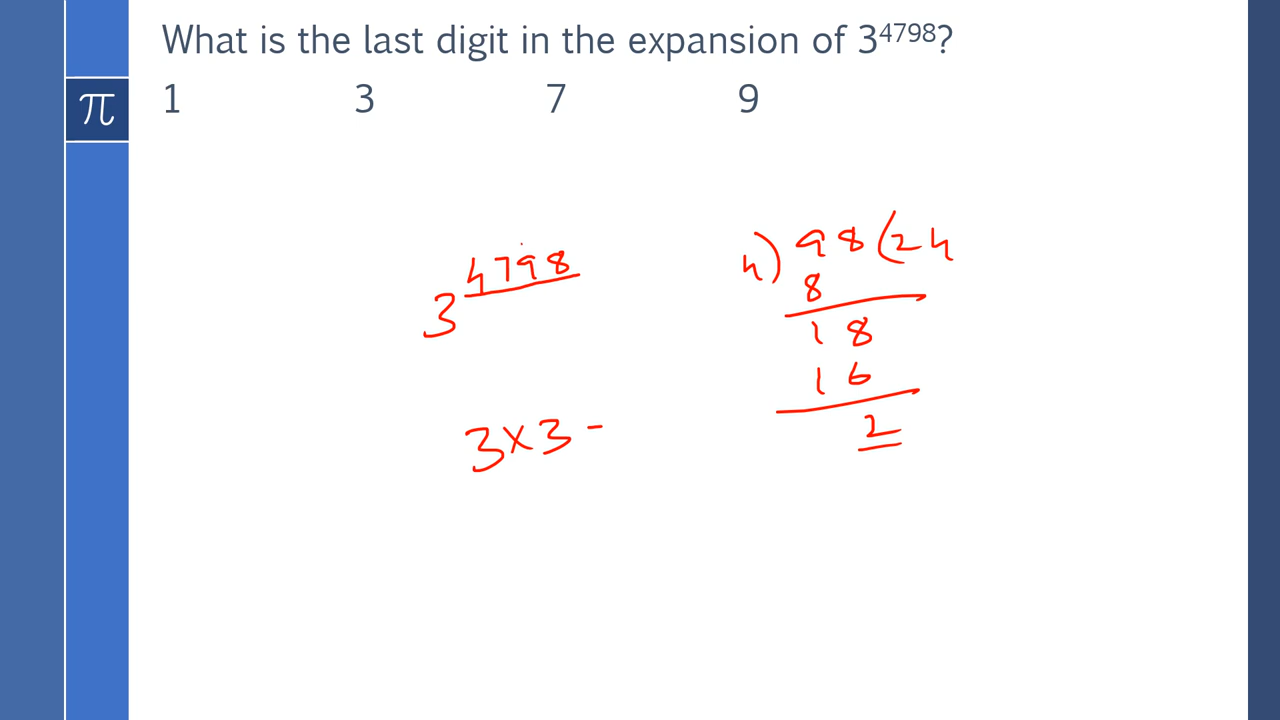 What is the last digit in the expansion of 3⁴⁷⁹⁸?
1 3 7 9
π
3⁴⁷⁹⁸
4) 98 (24
8
18
16
2
3×3 -